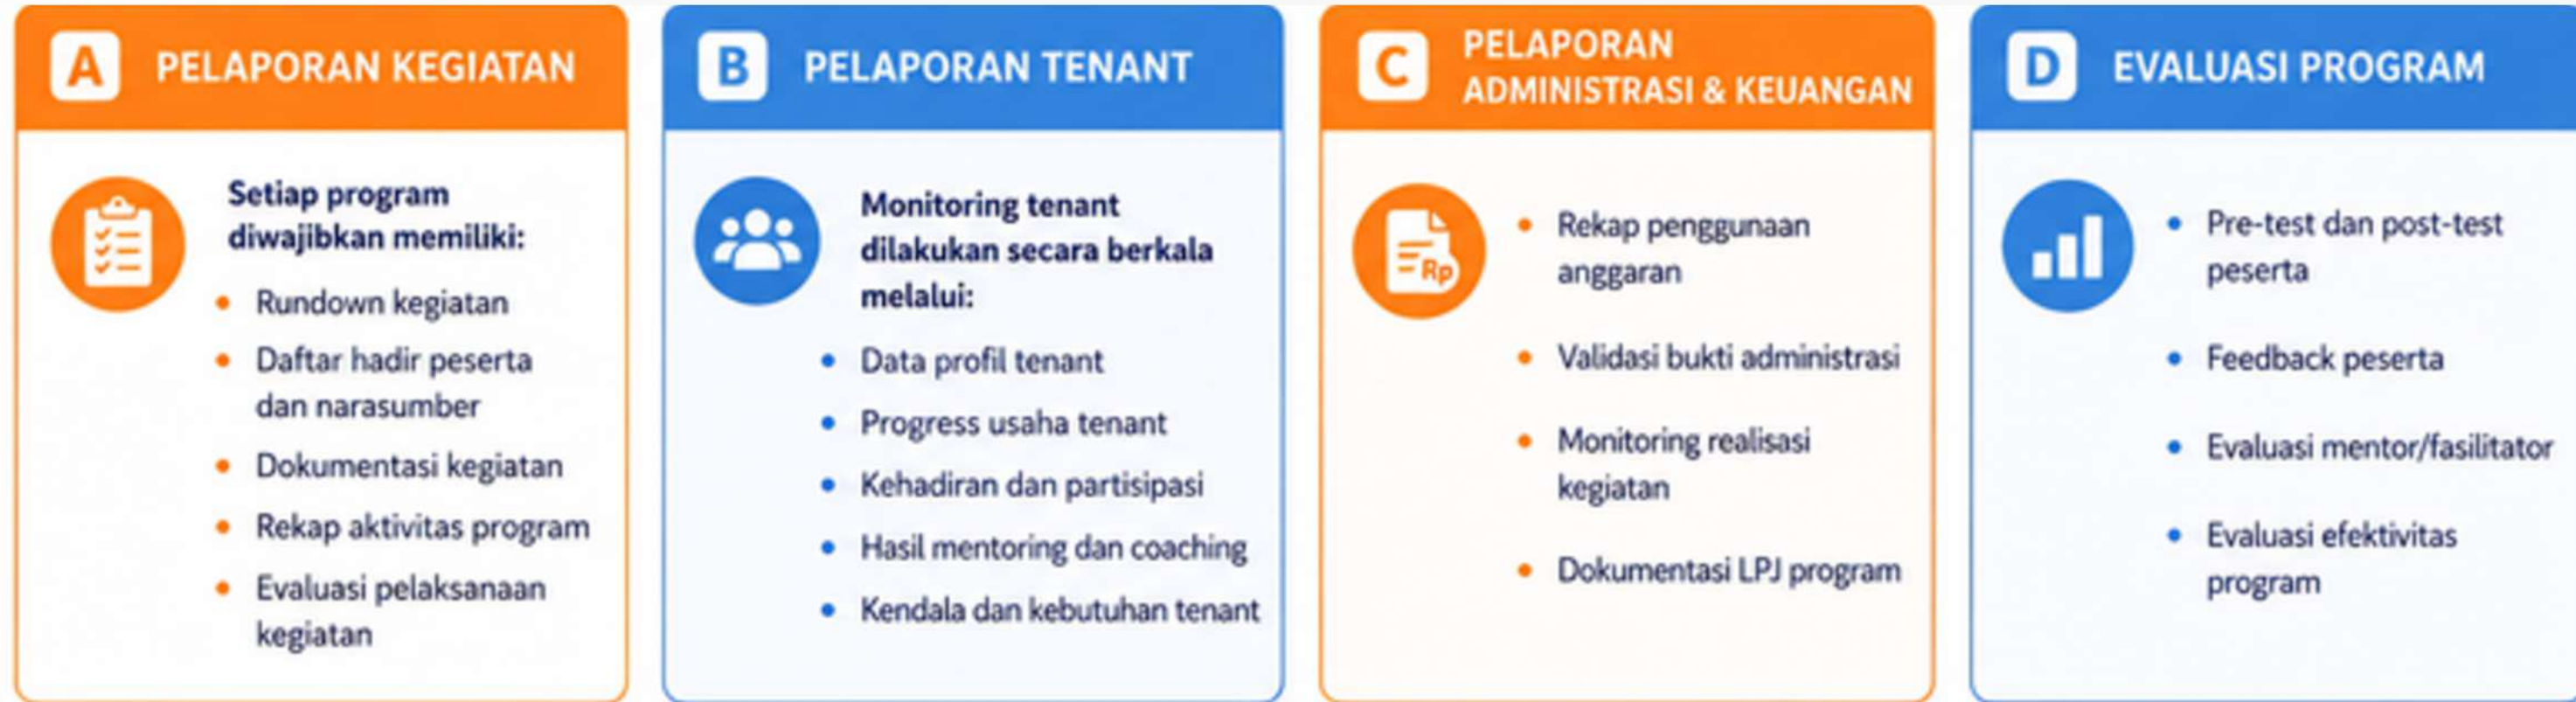 A
PELAPORAN KEGIATAN
Setiap program
diwajibkan memiliki:
• Rundown kegiatan
• Daftar hadir peserta
dan narasumber
• Dokumentasi kegiatan
• Rekap aktivitas program
• Evaluasi pelaksanaan
kegiatan
B
PELAPORAN TENANT
Monitoring tenant
dilakukan secara berkala
melalui:
• Data profil tenant
• Progress usaha tenant
• Kehadiran dan partisipasi
• Hasil mentoring dan coaching
• Kendala dan kebutuhan tenant
C
PELAPORAN
ADMINISTRASI & KEUANGAN
Rp
• Rekap penggunaan
anggaran
• Validasi bukti administrasi
• Monitoring realisasi
kegiatan
• Dokumentasi LPJ program
D
EVALUASI PROGRAM
• Pre-test dan post-test
peserta
• Feedback peserta
• Evaluasi mentor/fasilitator
• Evaluasi efektivitas
program